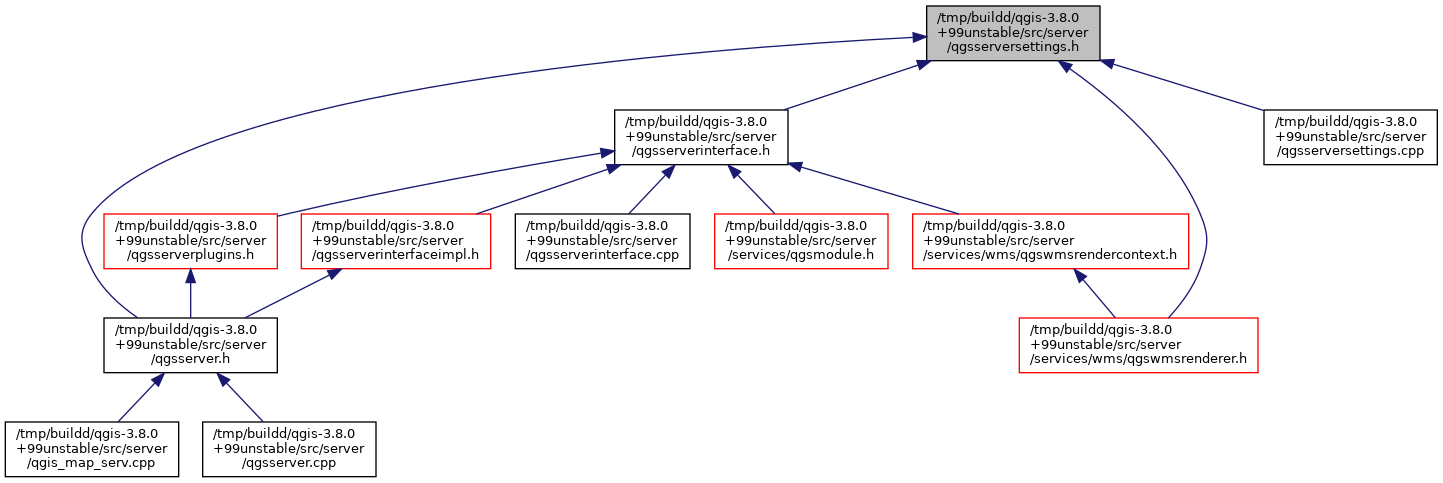 /tmp/buildd/qgis-3.8.0
+99unstable/src/server
/qgsserversettings.h
/tmp/buildd/qgis-3.8.0
+99unstable/src/server
/qgsserverinterface.h
/tmp/buildd/qgis-3.8.0
+99unstable/src/server
/qgsserversettings.cpp
/tmp/buildd/qgis-3.8.0
+99unstable/src/server
/qgsserverplugins.h
/tmp/buildd/qgis-3.8.0
+99unstable/src/server
/qgsserverinterfaceimpl.h
/tmp/buildd/qgis-3.8.0
+99unstable/src/server
/qgsserverinterface.cpp
/tmp/buildd/qgis-3.8.0
+99unstable/src/server
/services/qgsmodule.h
/tmp/buildd/qgis-3.8.0
+99unstable/src/server
/services/wms/qgswmsrendercontext.h
/tmp/buildd/qgis-3.8.0
+99unstable/src/server
/qgsserver.h
/tmp/buildd/qgis-3.8.0
+99unstable/src/server
/services/wms/qgswmsrenderer.h
/tmp/buildd/qgis-3.8.0
+99unstable/src/server
/qgis_map_serv.cpp
/tmp/buildd/qgis-3.8.0
+99unstable/src/server
/qgsserver.cpp